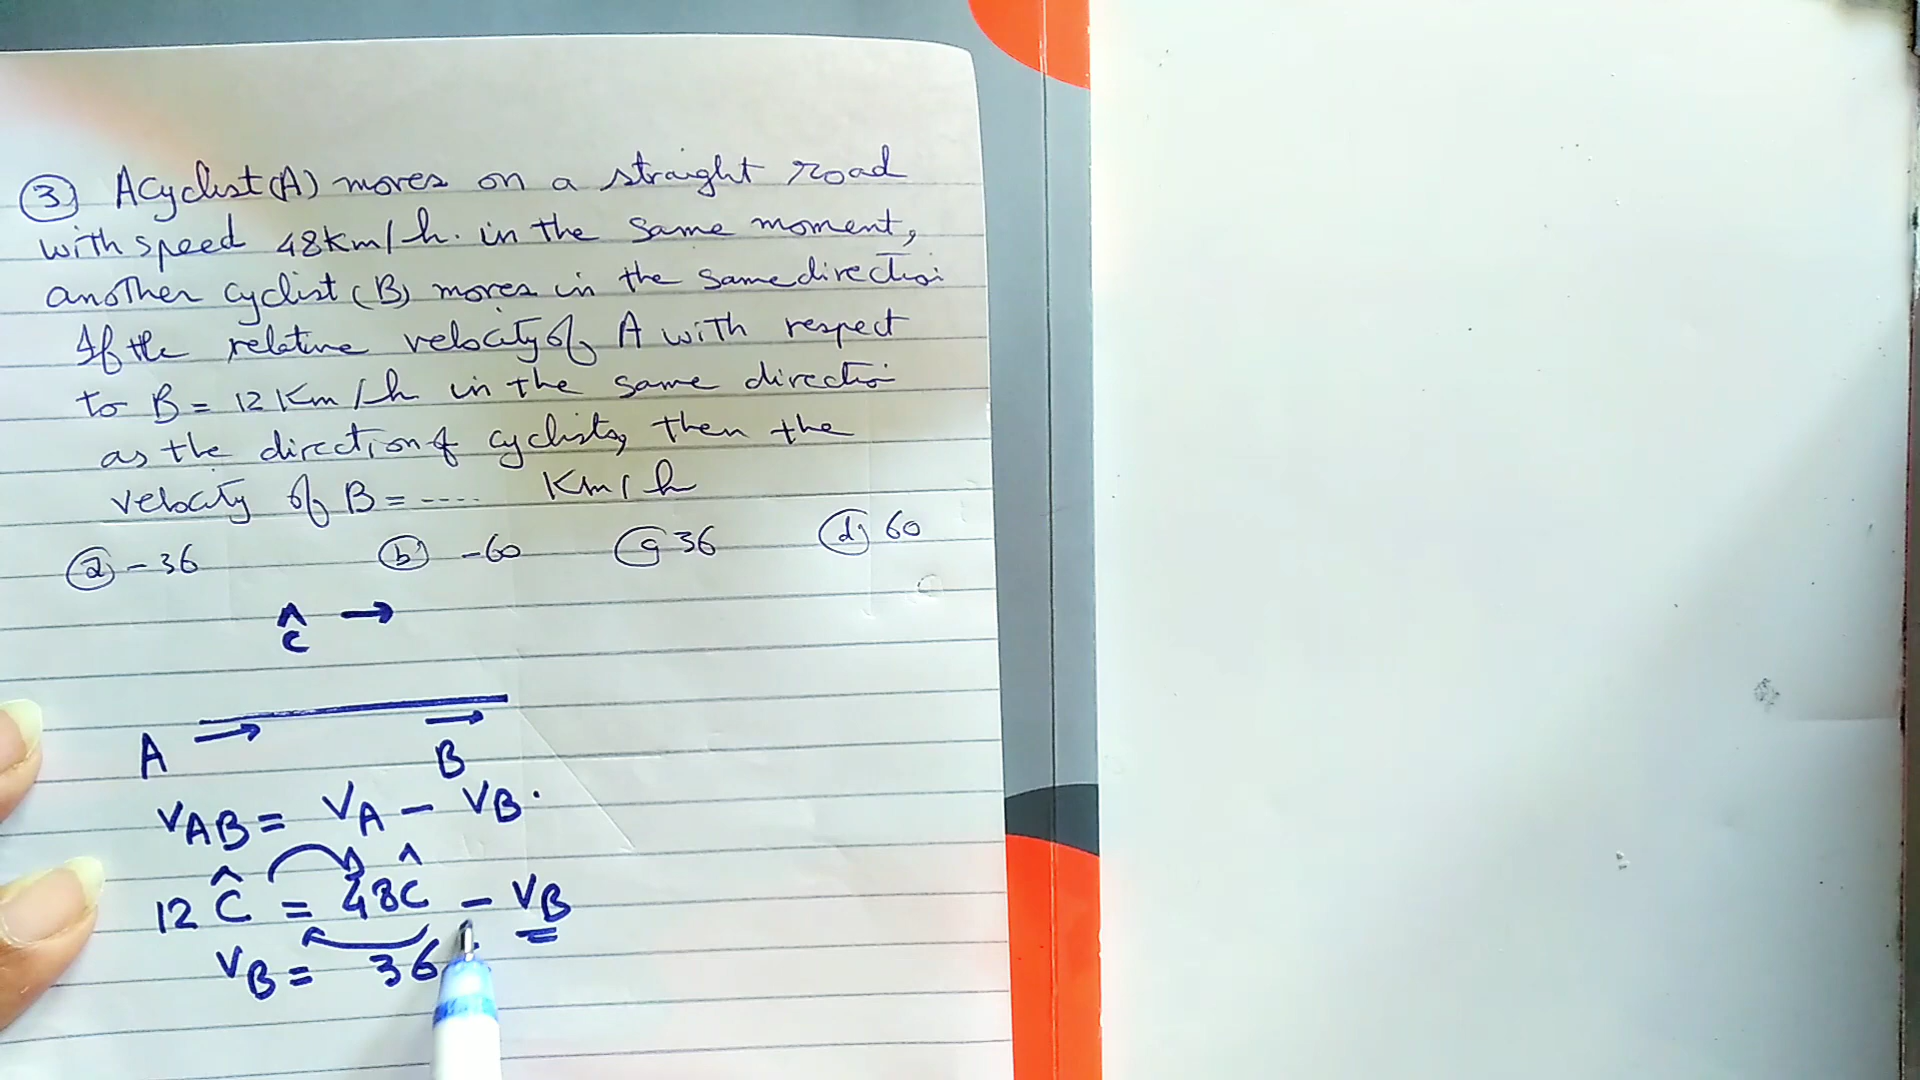 3 A Cyclist (A) moves on a straight road
with speed 48 Km/h. in the same moment,
another cyclist (B) moves in the same direction
If the relative velocity of A with respect
to B = 12 Km/h in the same direction
as the direction of cyclists, then the
velocity of B = .... Km/h
a -36 b -60 c 36 d 60
ĉ →
A → B →
VAB = VA - VB.
12 ĉ = 48 ĉ - VB
VB = 36